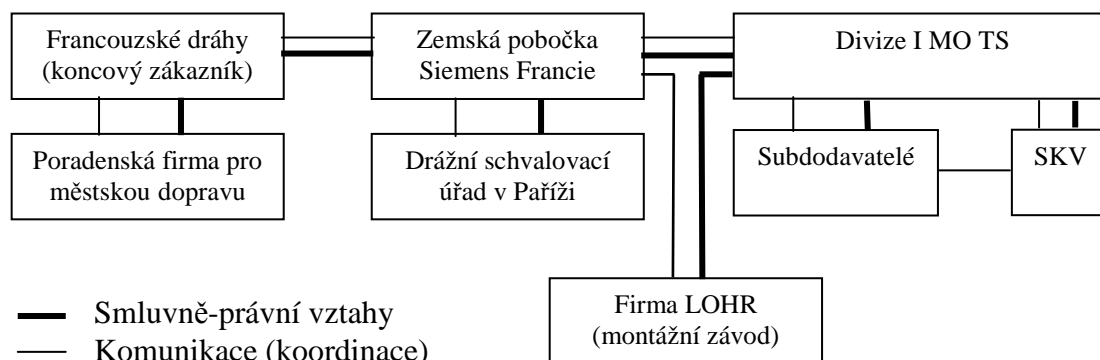 Francouzské dráhy
(koncový zákazník)
Zemská pobočka
Siemens Francie
Divize I MO TS
Poradenská firma pro
městskou dopravu
Drážní schvalovací
úřad v Paříži
Subdodavatelé
SKV
Firma LOHR
(montážní závod)
Smluvně-právní vztahy
Komunikace (koordinace)